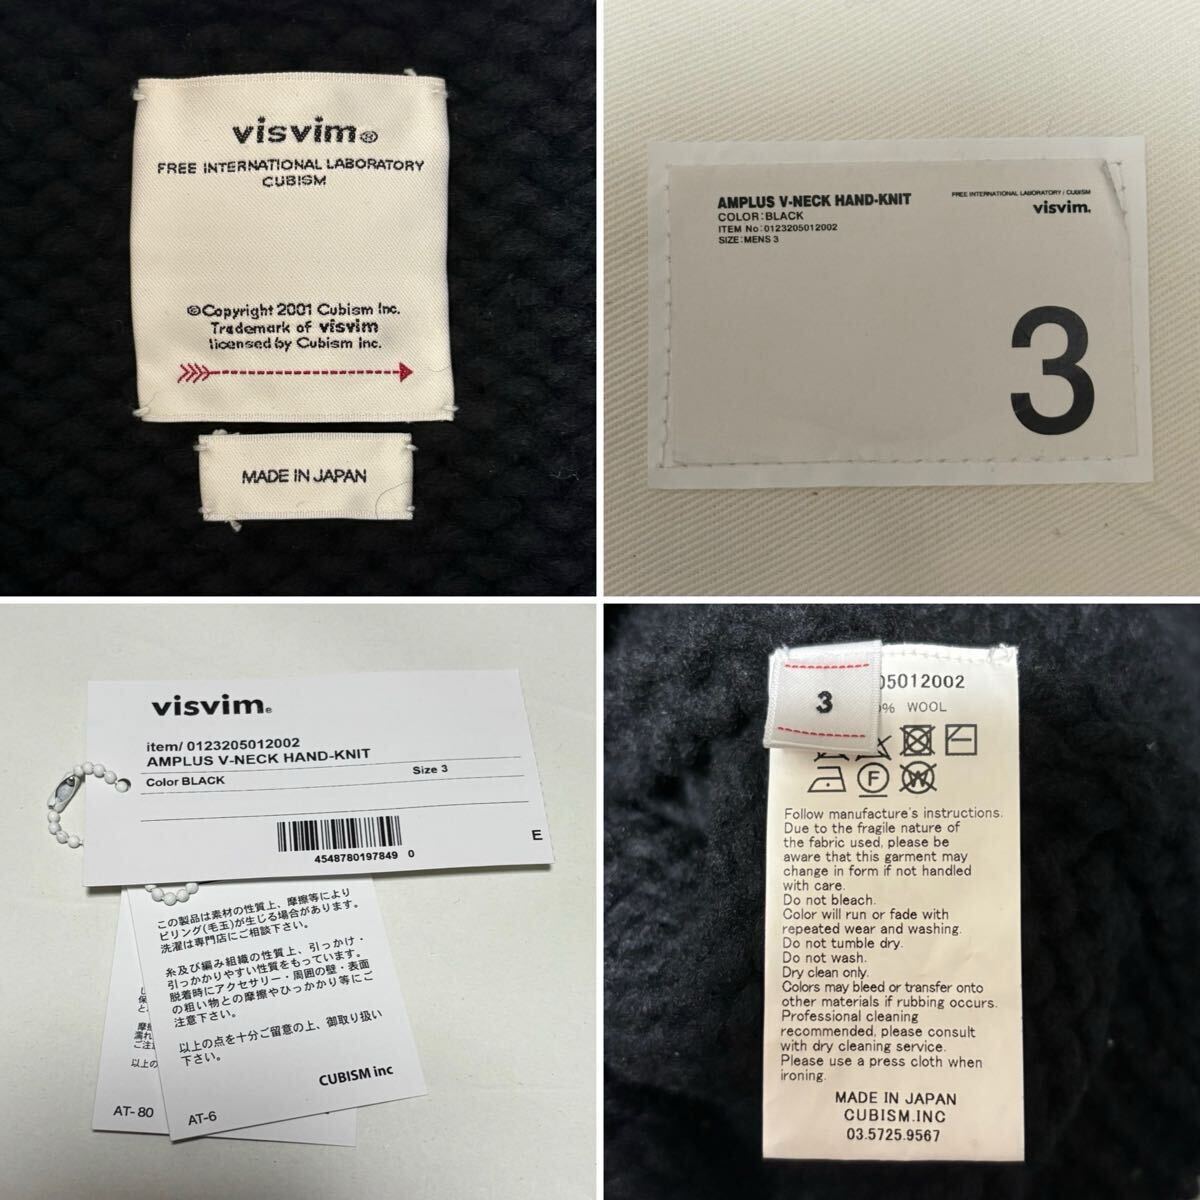 visvim®
FREE INTERNATIONAL LABORATORY
CUBISM
©Copyright 2001 Cubism Inc.
Trademark of visvim
licensed by Cubism Inc.
MADE IN JAPAN
AMPLUS V-NECK HAND-KNIT
COLOR:BLACK
ITEM No:0123205012002
SIZE:MENS 3
FREE INTERNATIONAL LABORATORY / CUBISM
visvim.
3
visvim®
item/ 0123205012002
AMPLUS V-NECK HAND-KNIT
Color BLACK
Size 3
4548780197849 0
E
この製品は素材の性質上、摩擦等により
ピリング(毛玉)が生じる場合があります。
洗濯は専門店にご相談下さい。
糸及び編み組織の性質上、引っかけ・
引っかかりやすい性質をもっています。
脱着時にアクセサリー・周囲の壁・表面
の粗い物との摩擦やひっかかり等にご
注意下さい。
以上の点を十分ご留意の上、御取り扱い
下さい。
CUBISM inc
AT-6
保
摩擦
濡れ
ご注
以上の
AT-80
3
05012002
0% WOOL
F
W
Follow manufacture's instructions.
Due to the fragile nature of
the fabric used, please be
aware that this garment may
change in form if not handled
with care.
Do not bleach.
Color will run or fade with
repeated wear and washing.
Do not tumble dry.
Do not wash.
Dry clean only.
Colors may bleed or transfer onto
other materials if rubbing occurs.
Professional cleaning
recommended, please consult
with dry cleaning service.
Please use a press cloth when
ironing.
MADE IN JAPAN
CUBISM.INC
03.5725.9567